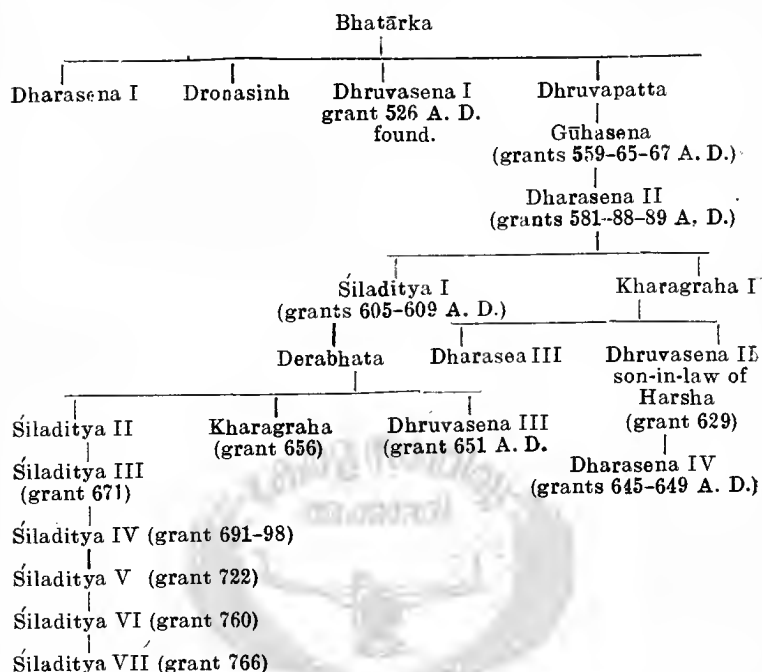 Bhatārka
Dharasena I Dronasinh Dhruvasena I Dhruvapatta
grant 526 A. D.
found.
Gūhasena
(grants 559-65-67 A. D.)
Dharasena II
(grants 581-88-89 A. D.)
Śiladitya I Kharagraha I
(grants 605-609 A. D.)
Derabhata Dharasea III Dhruvasena II
son-in-law of
Harsha
(grant 629)
Śiladitya II Kharagraha Dhruvasena III
(grant 656) (grant 651 A. D.
Dharasena IV
(grants 645-649 A. D.)
Śiladitya III
(grant 671)
Śiladitya IV (grant 691-98)
Śiladitya V (grant 722)
Śiladitya VI (grant 760)
Śiladitya VII (grant 766)